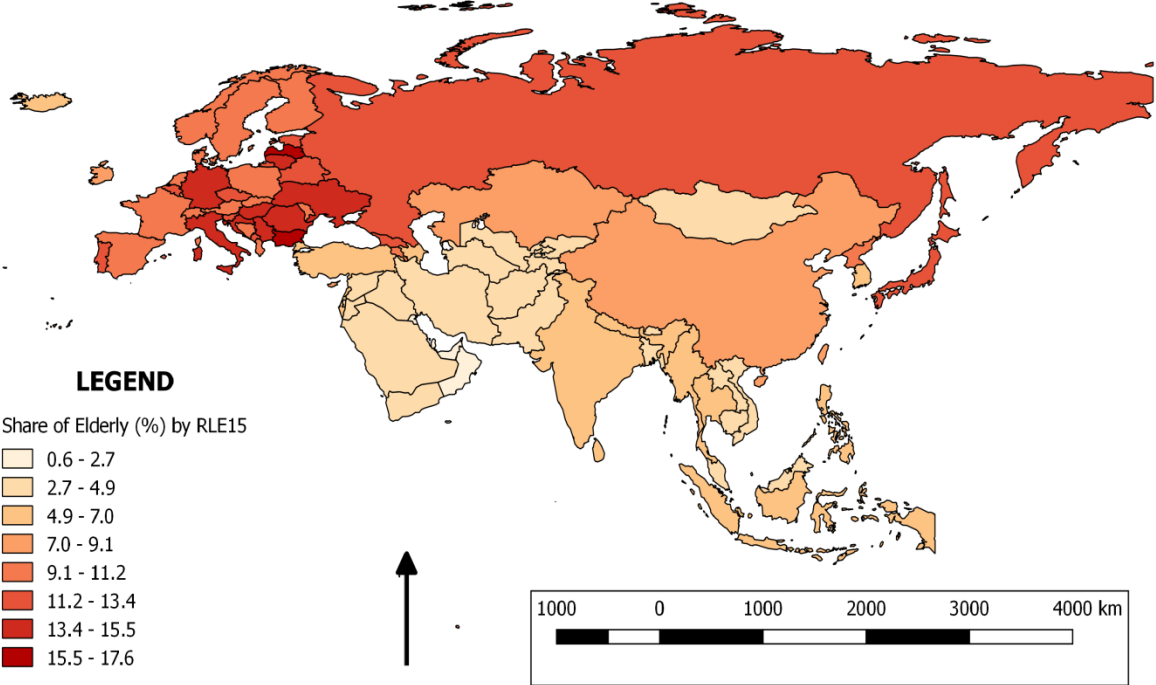 LEGEND
Share of Elderly (%) by RLE15
0.6 - 2.7
2.7 - 4.9
4.9 - 7.0
7.0 - 9.1
9.1 - 11.2
11.2 - 13.4
13.4 - 15.5
15.5 - 17.6
1000 0 1000 2000 3000 4000 km